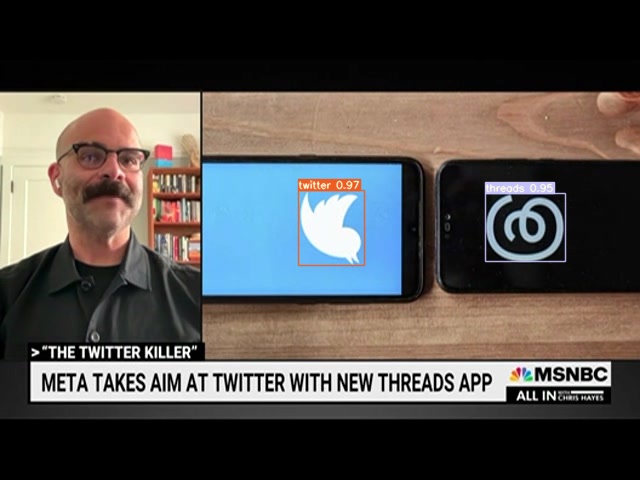 twitter 0.97
threads 0.95
> "THE TWITTER KILLER"
META TAKES AIM AT TWITTER WITH NEW THREADS APP
MSNBC
ALL IN WITH CHRIS HAYES